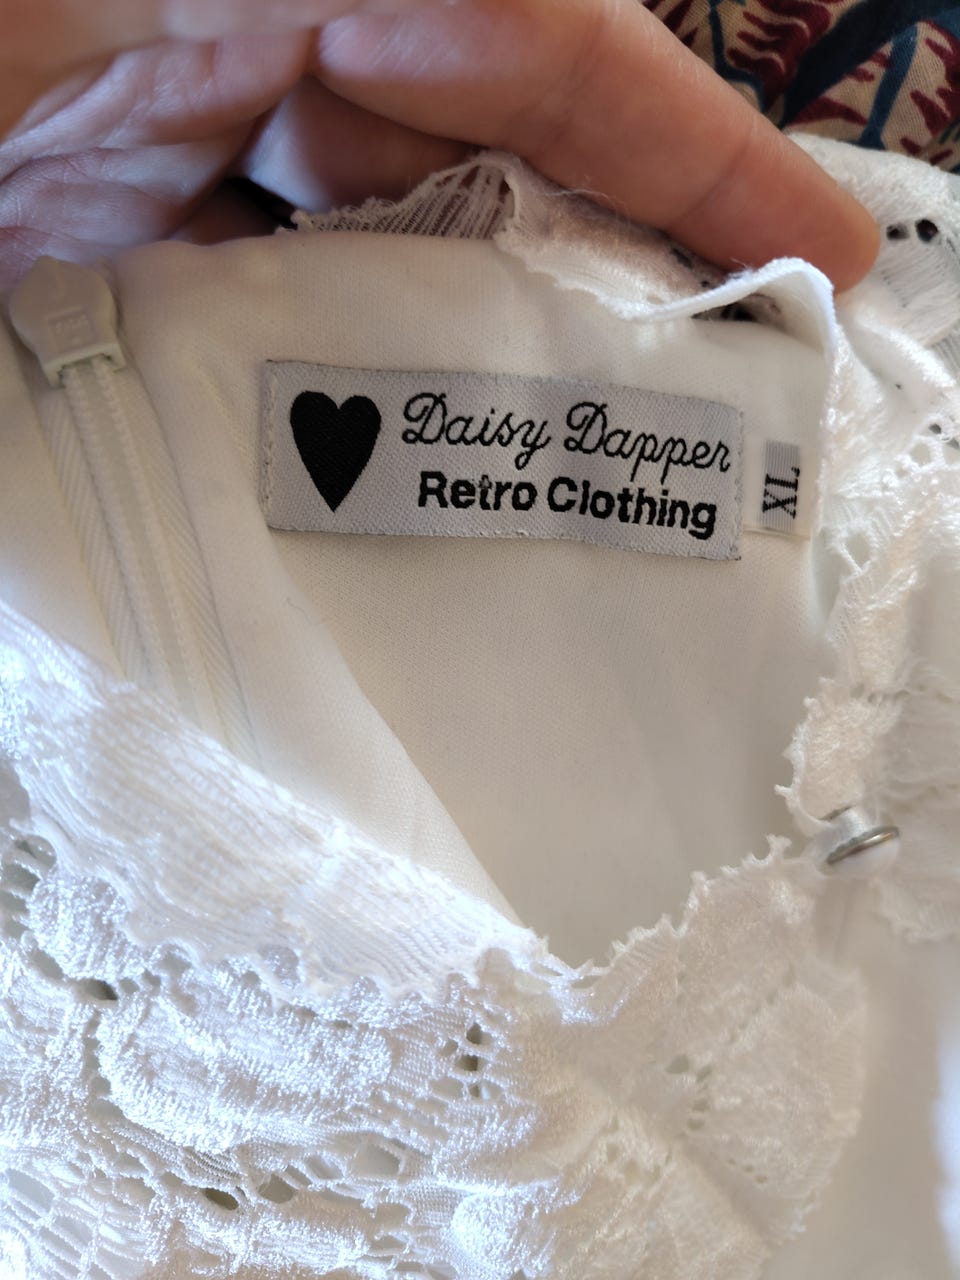 Daisy Dapper
Retro Clothing
XL